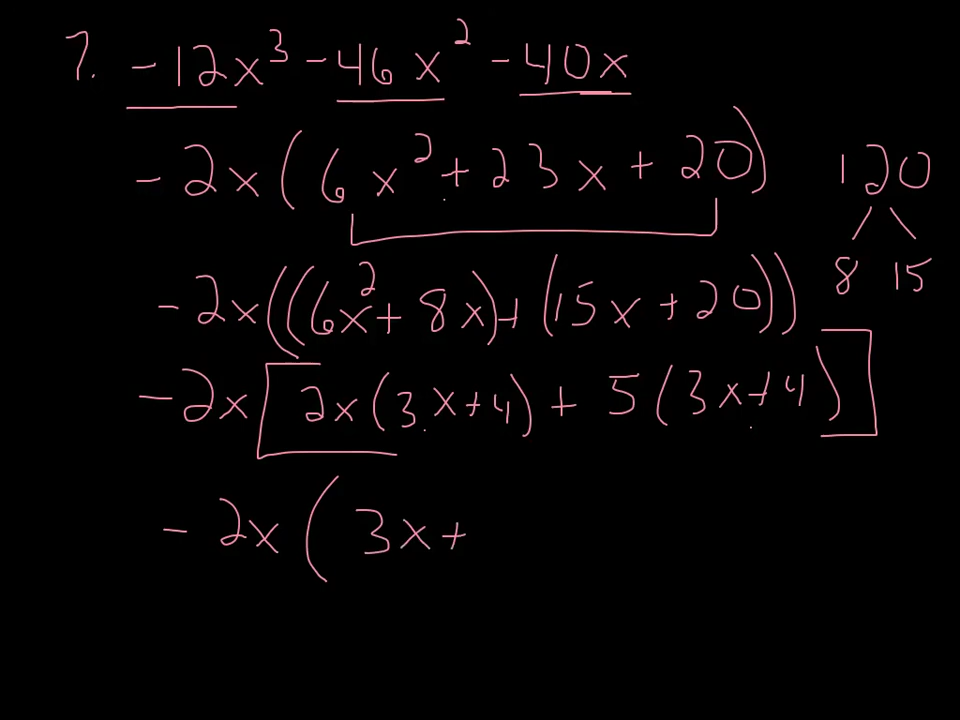 7. -12x³ - 46x² - 40x
-2x(6x² + 23x + 20)
120
8 15
-2x((6x² + 8x) + (15x + 20))
-2x[2x(3x+4) + 5(3x+4)]
-2x(3x+